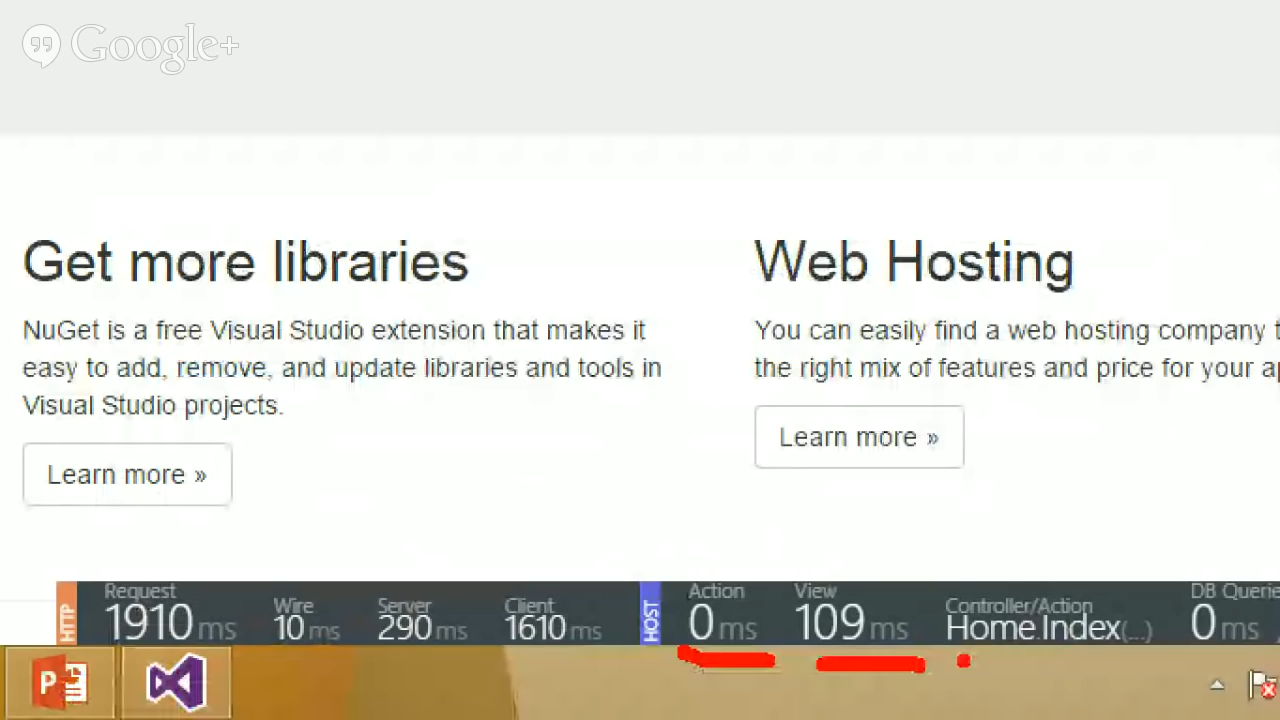 Google+
Get more libraries
Web Hosting
NuGet is a free Visual Studio extension that makes it
easy to add, remove, and update libraries and tools in
Visual Studio projects.
You can easily find a web hosting company
the right mix of features and price for your
Learn more »
Learn more »
HTTP
Request
1910 ms
Wire
10 ms
Server
290 ms
Client
1610 ms
HOST
Action
0 ms
View
109 ms
Controller/Action
Home.Index(...)
DB Querie
0 ms
P